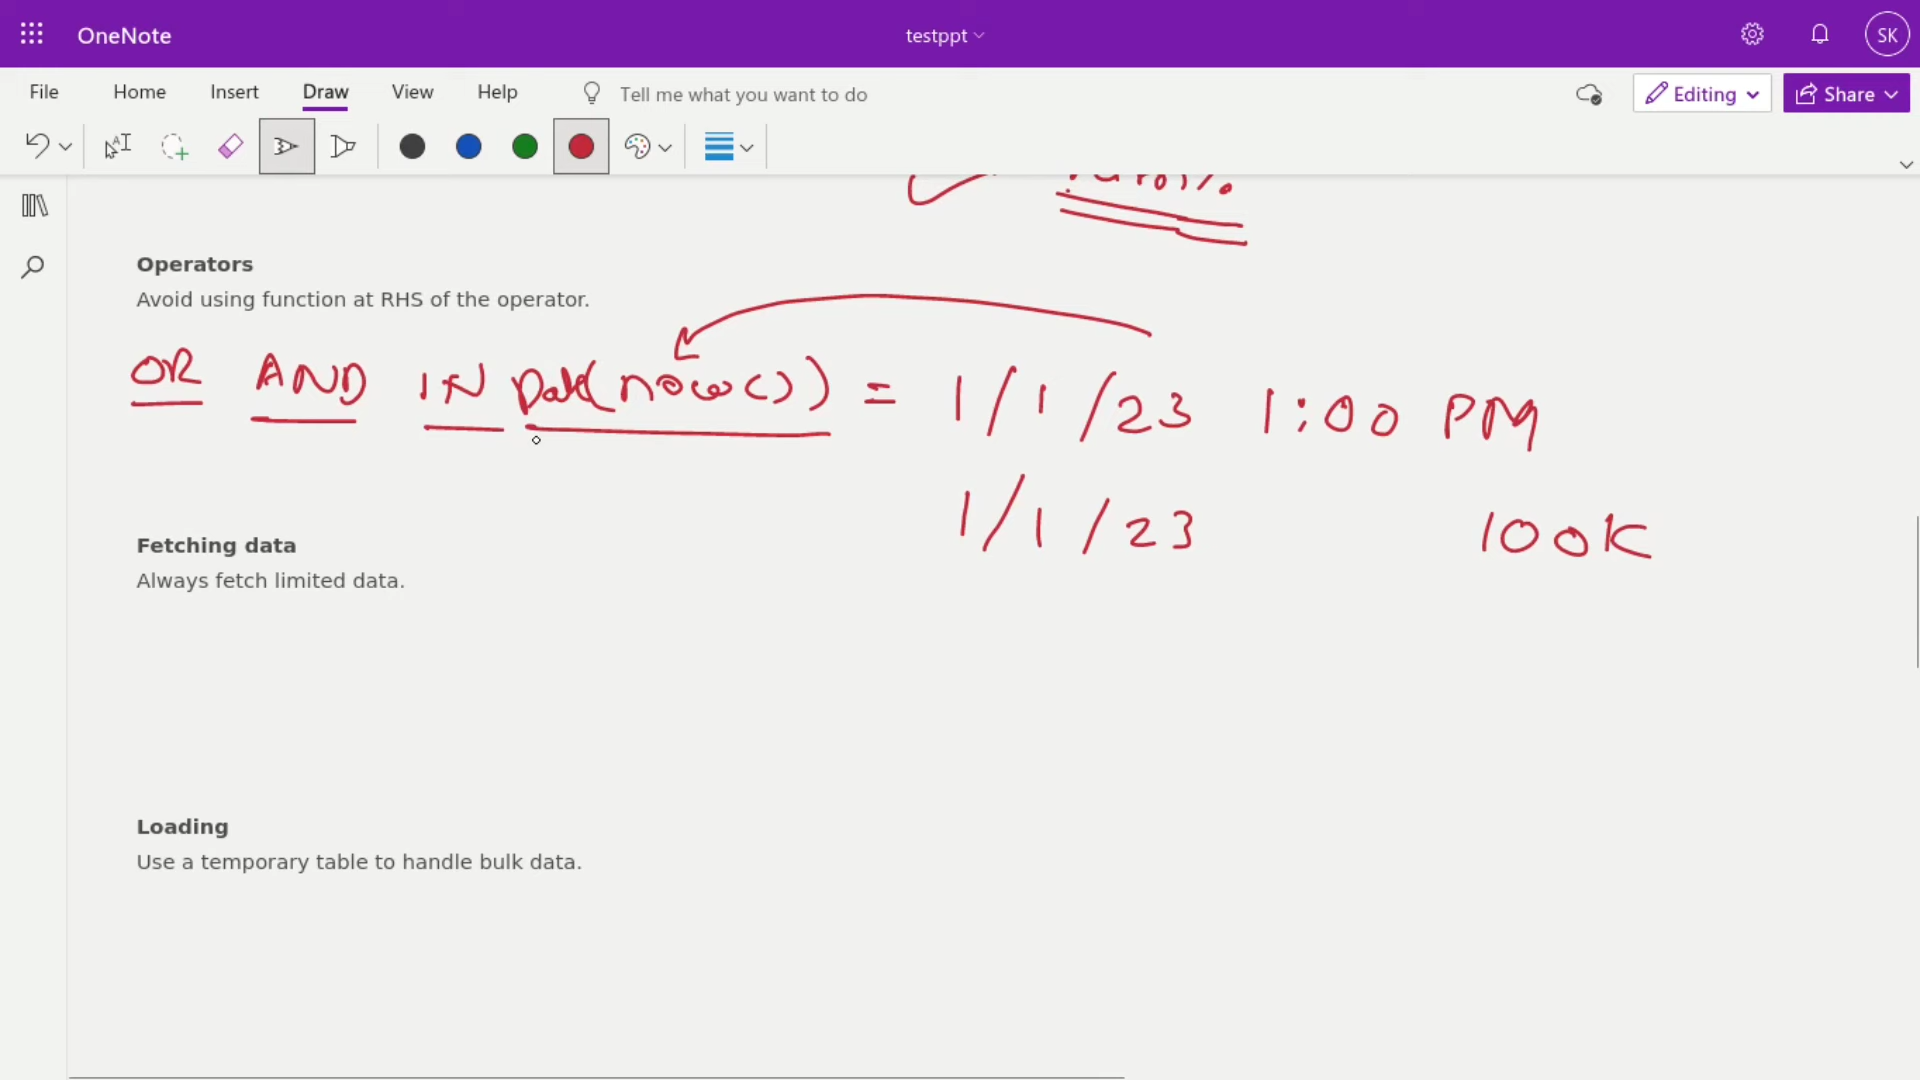 OneNote
testppt
SK
File Home Insert Draw View Help Tell me what you want to do
Editing Share
Operators
Avoid using function at RHS of the operator.
OR AND IN Date(now()) = 1/1/23 1:00 PM
1/1/23 100K
Fetching data
Always fetch limited data.
Loading
Use a temporary table to handle bulk data.